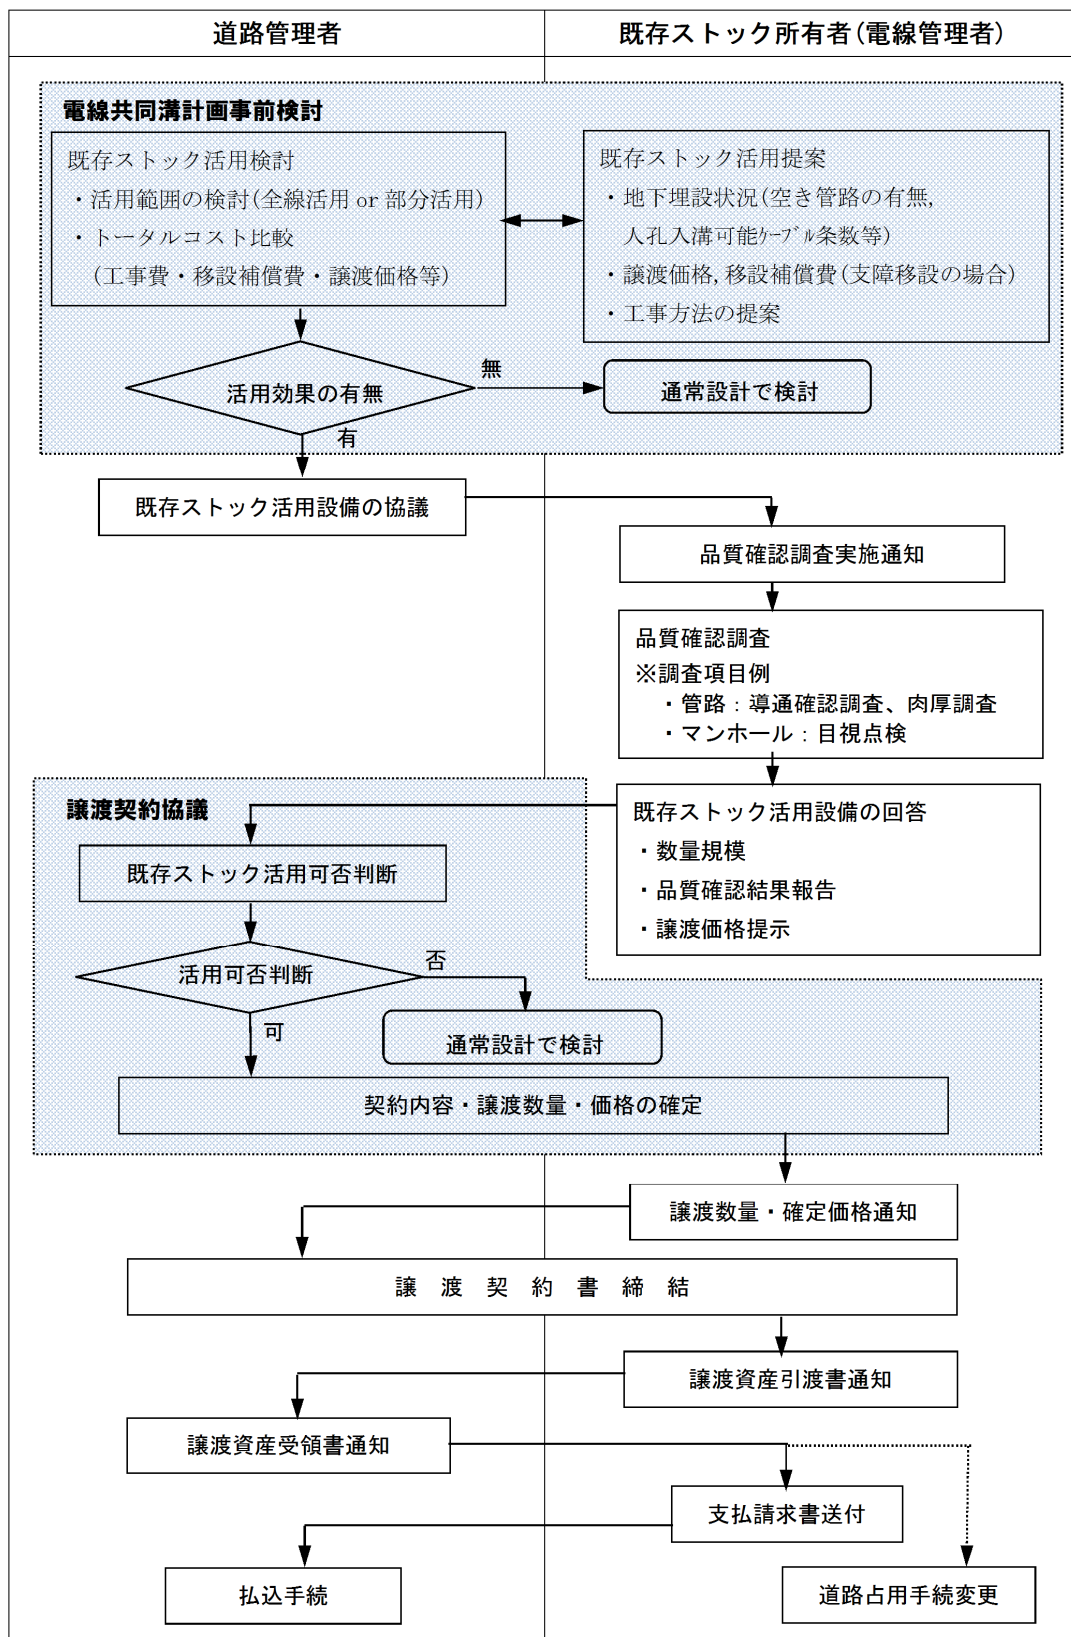 道路管理者
既存ストック所有者(電線管理者)
電線共同溝計画事前検討
既存ストック活用検討
・活用範囲の検討(全線活用 or 部分活用)
・トータルコスト比較
(工事費・移設補償費・譲渡価格等)
既存ストック活用提案
・地下埋設状況(空き管路の有無,
人孔入溝可能ｹｰﾌﾞﾙ条数等)
・譲渡価格,移設補償費(支障移設の場合)
・工事方法の提案
活用効果の有無
無
通常設計で検討
有
既存ストック活用設備の協議
品質確認調査実施通知
品質確認調査
※調査項目例
・管路：導通確認調査、肉厚調査
・マンホール：目視点検
譲渡契約協議
既存ストック活用設備の回答
・数量規模
・品質確認結果報告
・譲渡価格提示
既存ストック活用可否判断
活用可否判断
否
可
通常設計で検討
契約内容・譲渡数量・価格の確定
譲渡数量・確定価格通知
譲 渡 契 約 書 締 結
譲渡資産引渡書通知
譲渡資産受領書通知
支払請求書送付
払込手続
道路占用手続変更